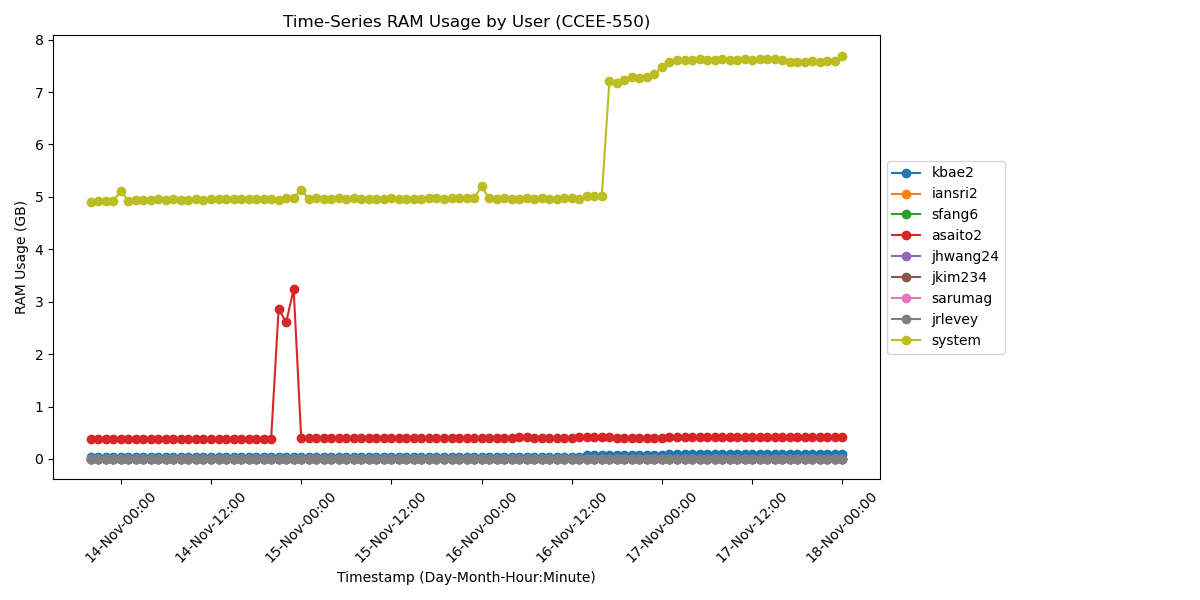 Time-Series RAM Usage by User (CCEE-550)
8
7
6
5
4
3
2
1
0
RAM Usage (GB)
14-Nov-00:00
14-Nov-12:00
15-Nov-00:00
15-Nov-12:00
16-Nov-00:00
16-Nov-12:00
17-Nov-00:00
17-Nov-12:00
18-Nov-00:00
Timestamp (Day-Month-Hour:Minute)
kbae2
iansri2
sfang6
asaito2
jhwang24
jkim234
sarumag
jrlevey
system